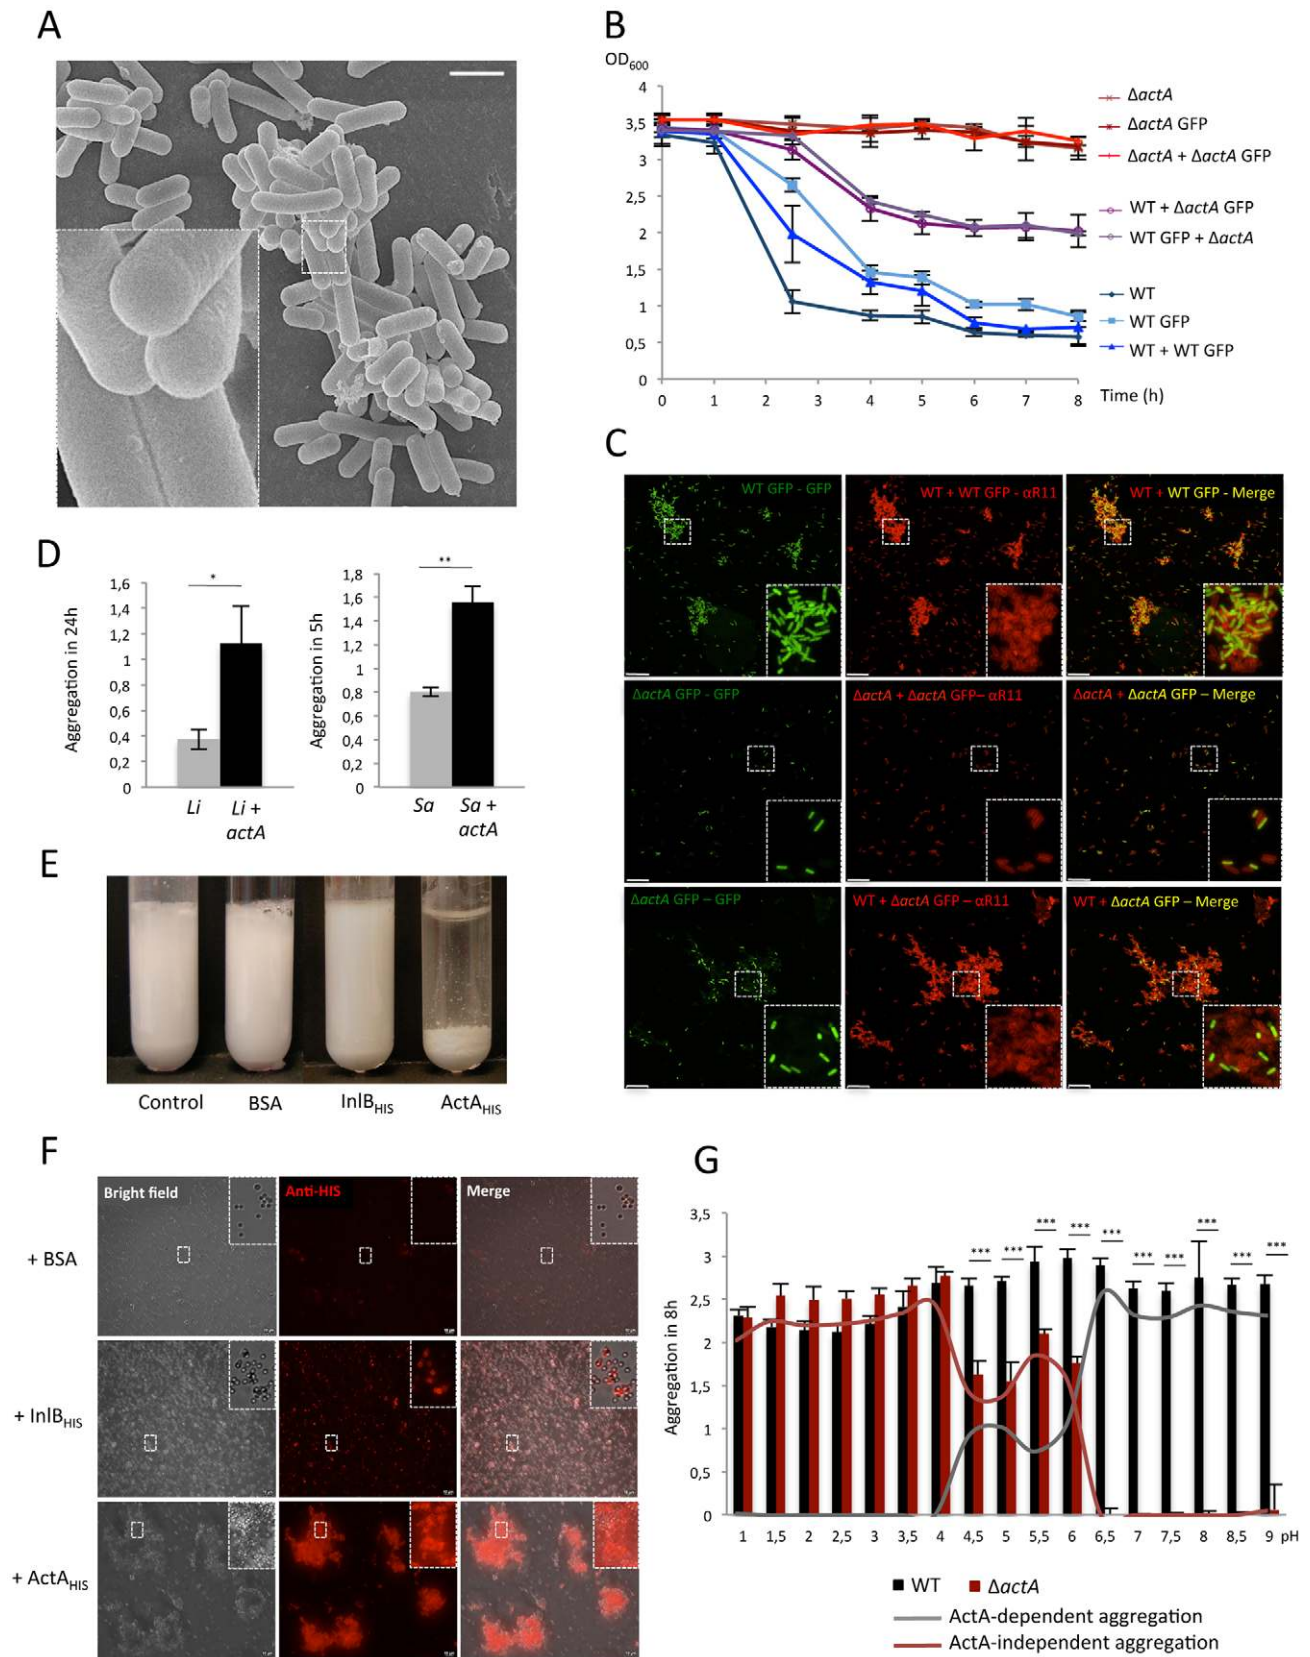 A
B
OD600
4
3,5
3
2,5
2
1,5
1
0,5
0
0 1 2 3 4 5 6 7 8 Time (h)
ΔactA
ΔactA GFP
ΔactA + ΔactA GFP
WT + ΔactA GFP
WT GFP + ΔactA
WT
WT GFP
WT + WT GFP
C
WT GFP - GFP
WT + WT GFP - αR11
WT + WT GFP - Merge
ΔactA GFP - GFP
ΔactA + ΔactA GFP– αR11
ΔactA + ΔactA GFP – Merge
ΔactA GFP – GFP
WT + ΔactA GFP – αR11
WT + ΔactA GFP – Merge
D
Aggregation in 24h
1,6
1,4
1,2
1
0,8
0,6
0,4
0,2
0
*
Li
Li + actA
Aggregation in 5h
1,8
1,6
1,4
1,2
1
0,8
0,6
0,4
0,2
0
**
Sa
Sa + actA
E
Control BSA InlBHIS ActAHIS
F
Bright field
Anti-HIS
Merge
+ BSA
+ InlBHIS
+ ActAHIS
G
Aggregation in 8h
3,5
3
2,5
2
1,5
1
0,5
0
*** *** *** *** *** *** *** *** *** ***
1 1,5 2 2,5 3 3,5 4 4,5 5 5,5 6 6,5 7 7,5 8 8,5 9 pH
WT ΔactA
ActA-dependent aggregation
ActA-independent aggregation